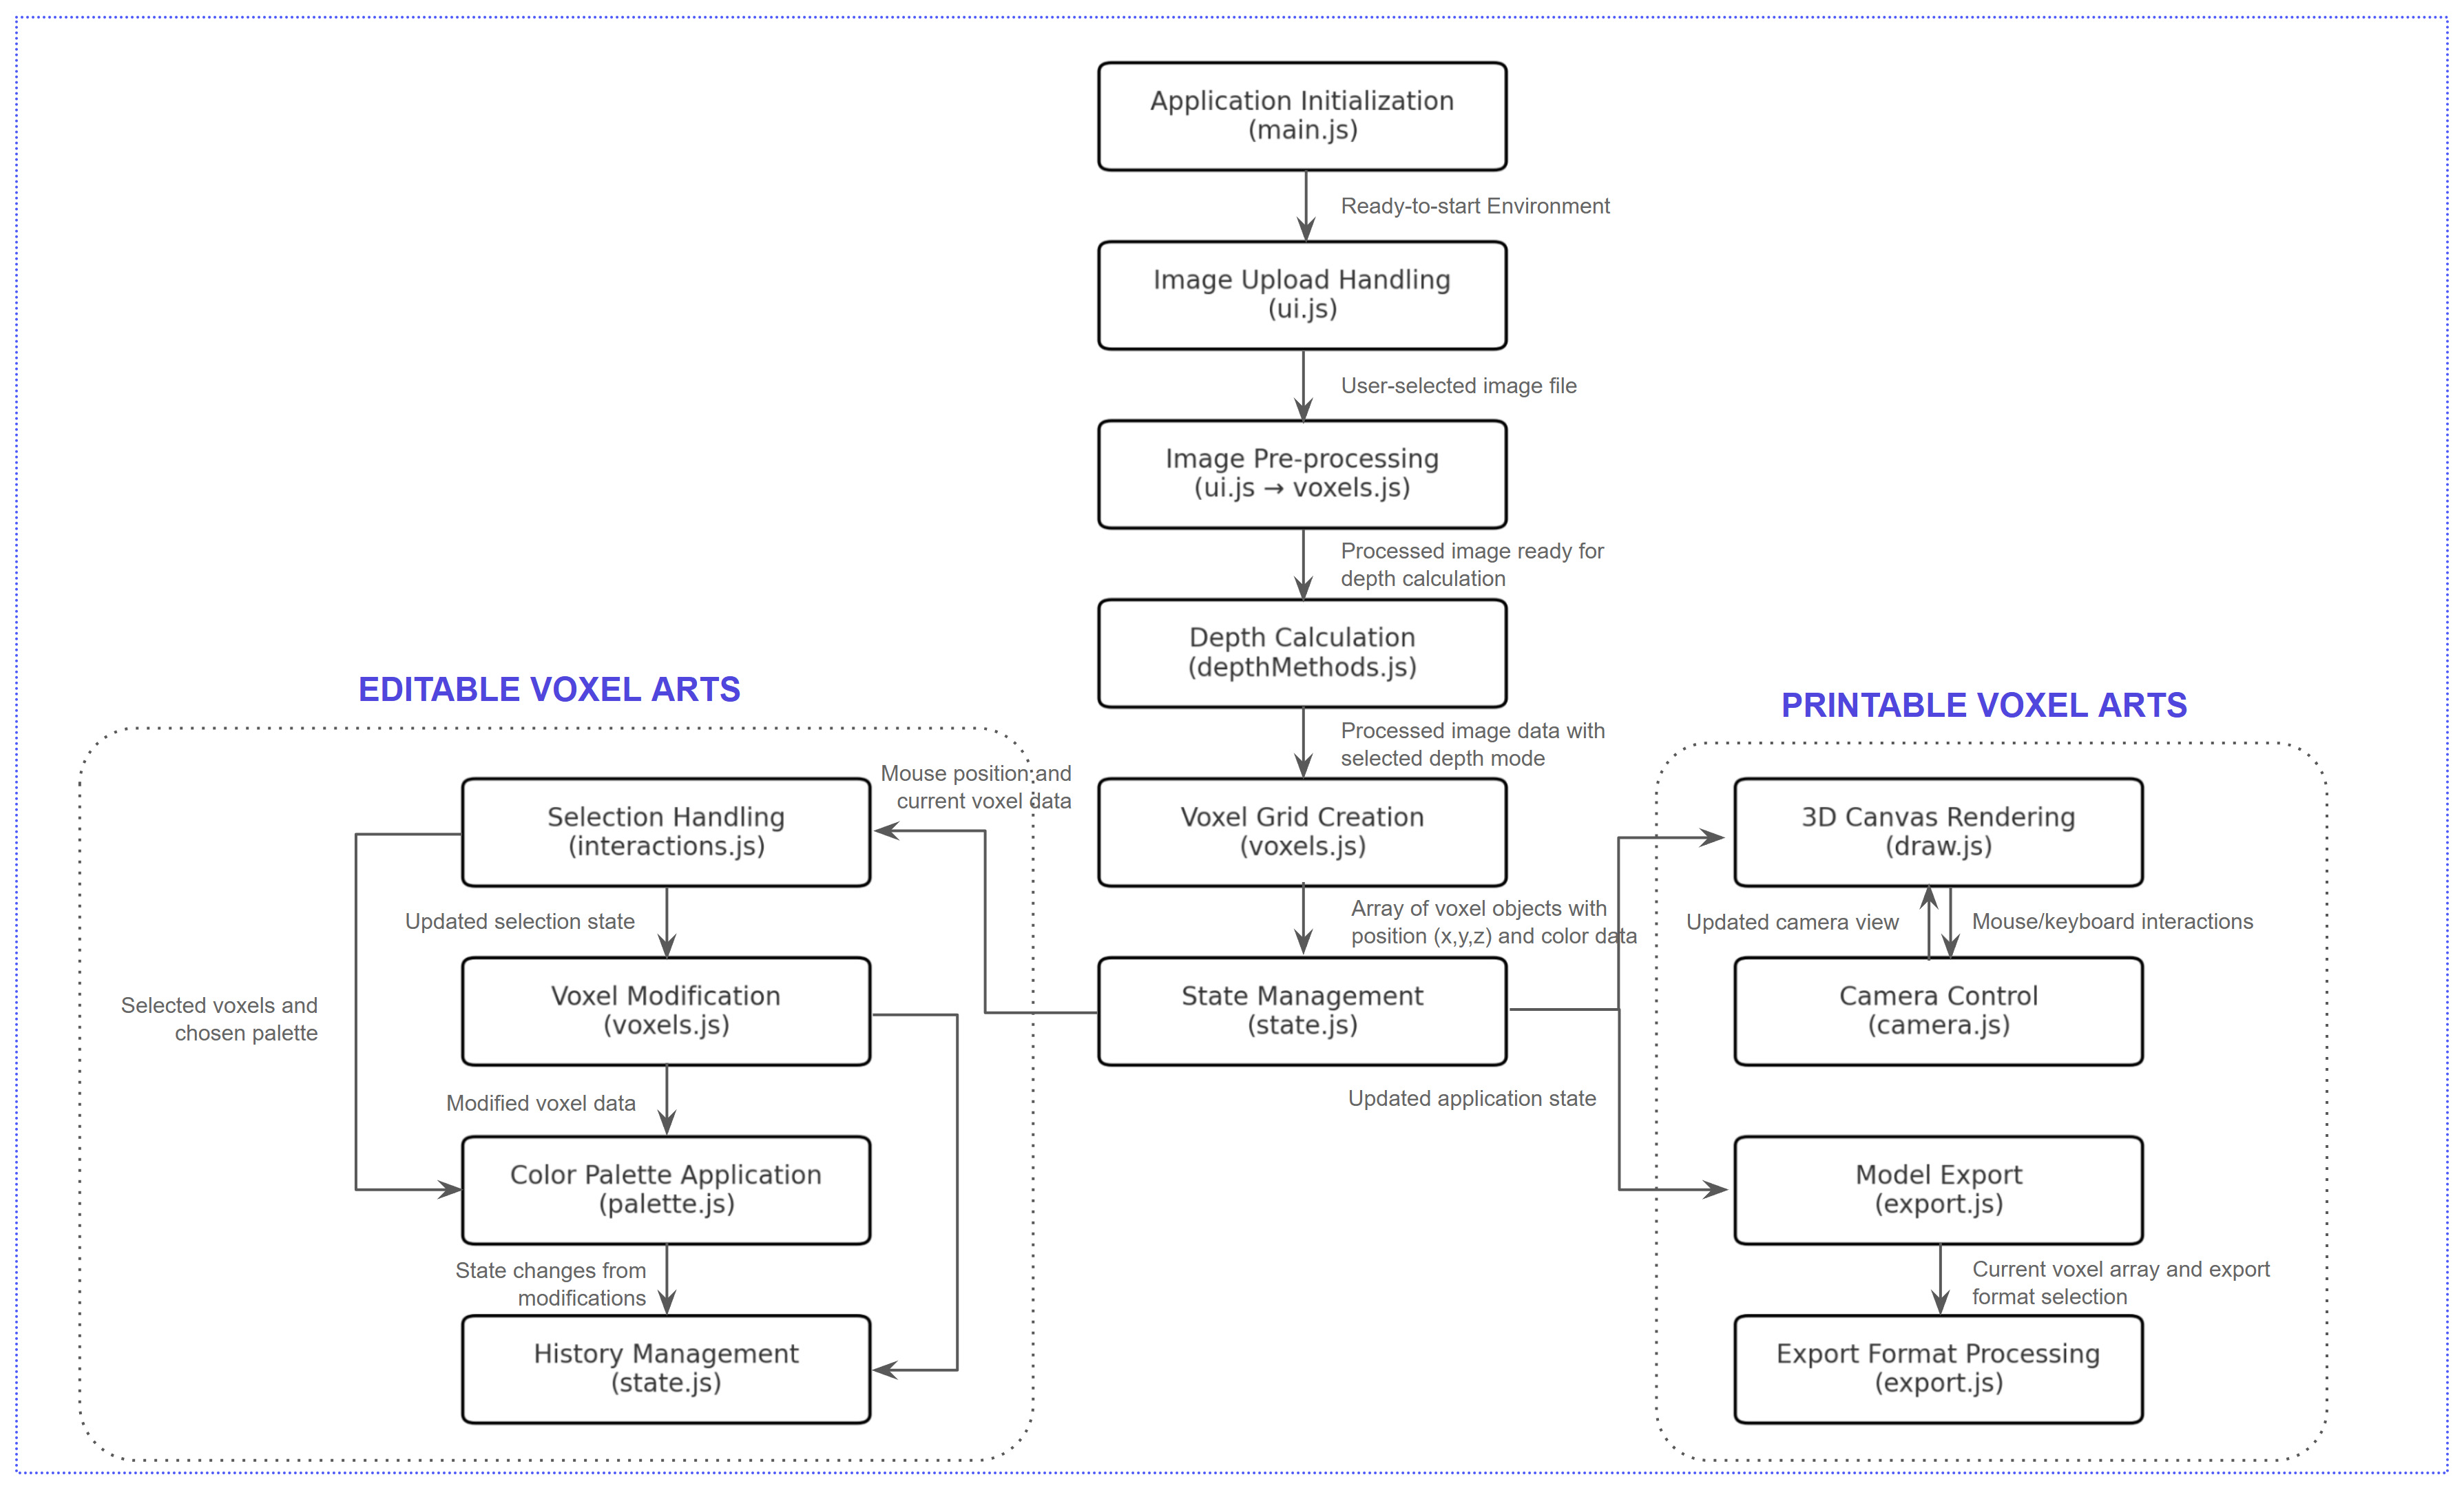 Application Initialization
(main.js)
Ready-to-start Environment
Image Upload Handling
(ui.js)
User-selected image file
Image Pre-processing
(ui.js → voxels.js)
Processed image ready for
depth calculation
Depth Calculation
(depthMethods.js)
Processed image data with
selected depth mode
Voxel Grid Creation
(voxels.js)
Array of voxel objects with
position (x,y,z) and color data
State Management
(state.js)
Updated application state
EDITABLE VOXEL ARTS
Mouse position and
current voxel data
Selection Handling
(interactions.js)
Updated selection state
Selected voxels and
chosen palette
Voxel Modification
(voxels.js)
Modified voxel data
Color Palette Application
(palette.js)
State changes from
modifications
History Management
(state.js)
PRINTABLE VOXEL ARTS
3D Canvas Rendering
(draw.js)
Updated camera view
Mouse/keyboard interactions
Camera Control
(camera.js)
Model Export
(export.js)
Current voxel array and export
format selection
Export Format Processing
(export.js)